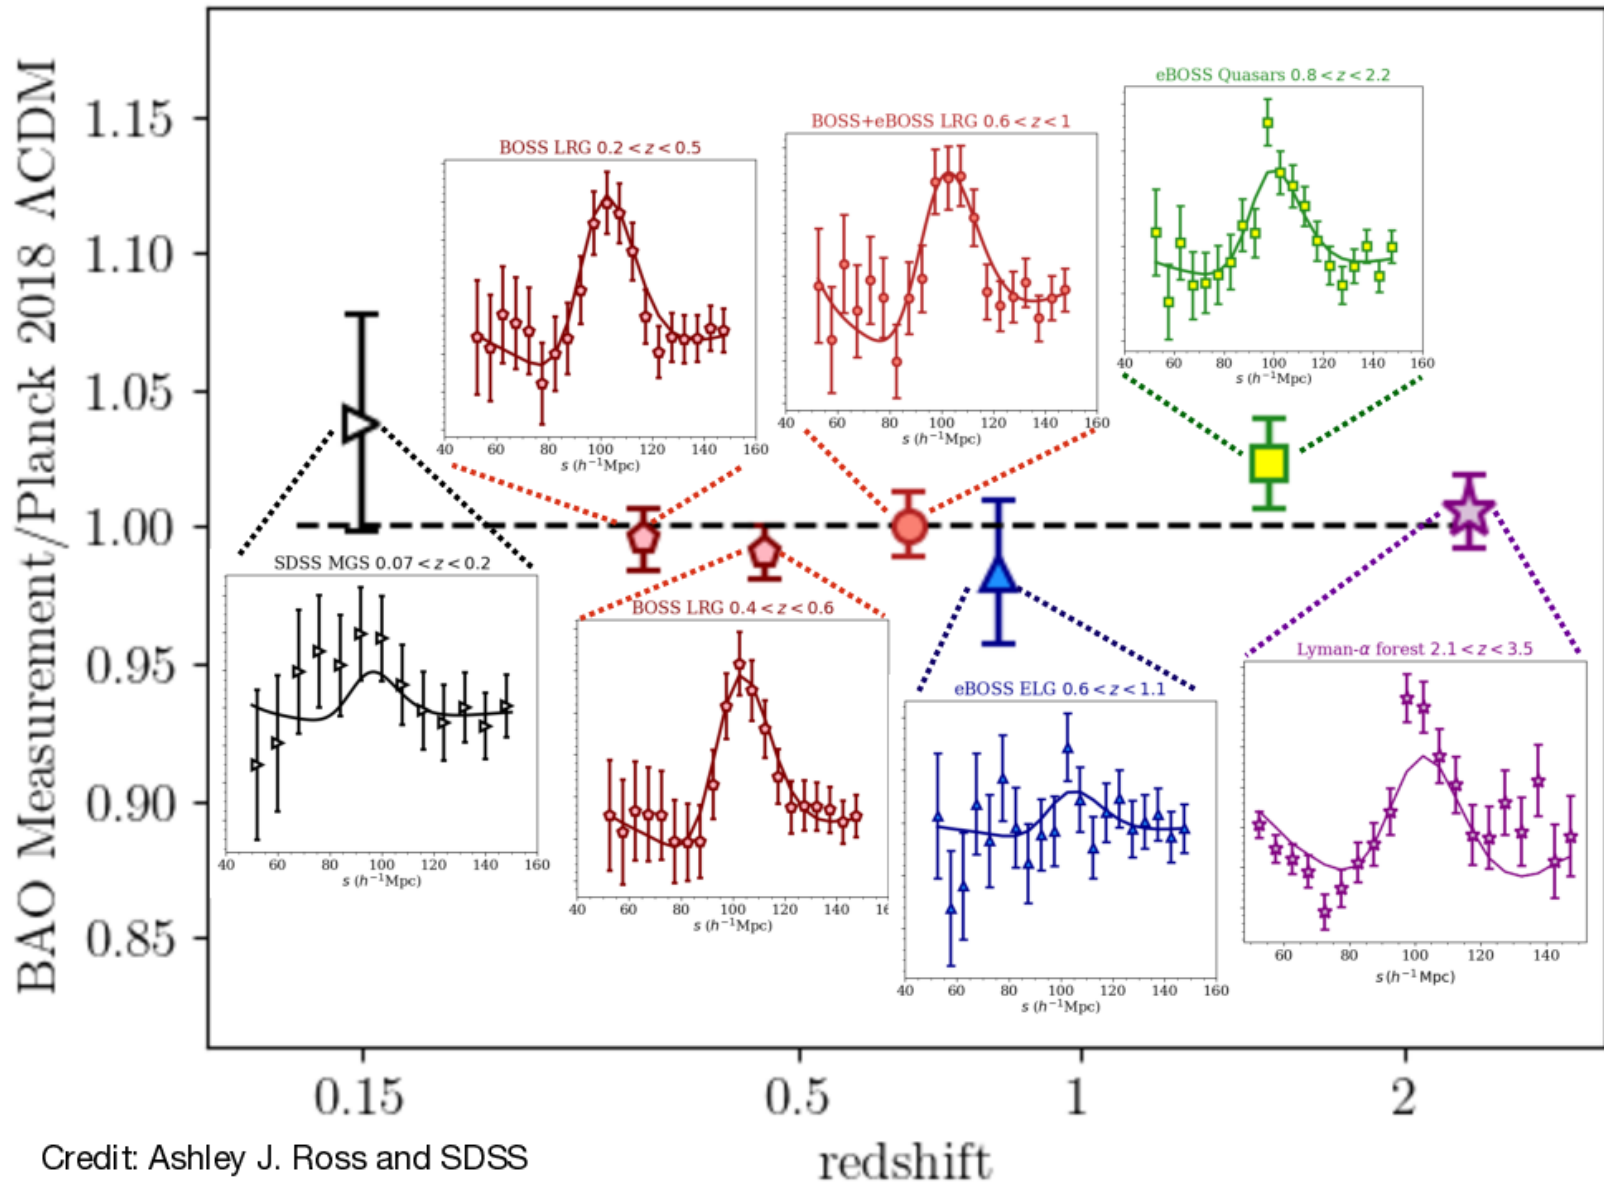 BAO Measurement/Planck 2018 ΛCDM
1.15
1.10
1.05
1.00
0.95
0.90
0.85
eBOSS Quasars 0.8 < z < 2.2
40 60 80 100 120 140 160
s (h⁻¹Mpc)
BOSS+eBOSS LRG 0.6 < z < 1
40 60 80 100 120 140 160
s (h⁻¹Mpc)
BOSS LRG 0.2 < z < 0.5
40 60 80 100 120 140 160
s (h⁻¹Mpc)
SDSS MGS 0.07 < z < 0.2
40 60 80 100 120 140 160
s (h⁻¹Mpc)
BOSS LRG 0.4 < z < 0.6
40 60 80 100 120 140 16
s (h⁻¹Mpc)
eBOSS ELG 0.6 < z < 1.1
40 60 80 100 120 140 160
s (h⁻¹Mpc)
Lyman-α forest 2.1 < z < 3.5
60 80 100 120 140
s (h⁻¹ Mpc)
0.15 0.5 1 2
redshift
Credit: Ashley J. Ross and SDSS